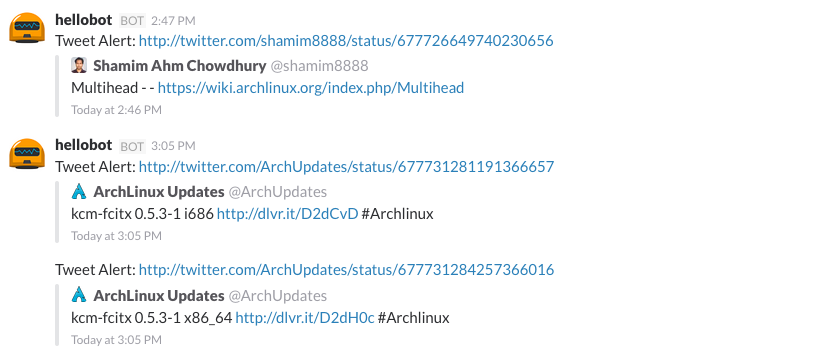 hellobot BOT 2:47 PM
Tweet Alert: http://twitter.com/shamim8888/status/677726649740230656
Shamim Ahm Chowdhury @shamim8888
Multihead - - https://wiki.archlinux.org/index.php/Multihead
Today at 2:46 PM
hellobot BOT 3:05 PM
Tweet Alert: http://twitter.com/ArchUpdates/status/677731281191366657
ArchLinux Updates @ArchUpdates
kcm-fcitx 0.5.3-1 i686 http://dlvr.it/D2dCvD #Archlinux
Today at 3:05 PM
Tweet Alert: http://twitter.com/ArchUpdates/status/677731284257366016
ArchLinux Updates @ArchUpdates
kcm-fcitx 0.5.3-1 x86_64 http://dlvr.it/D2dH0c #Archlinux
Today at 3:05 PM